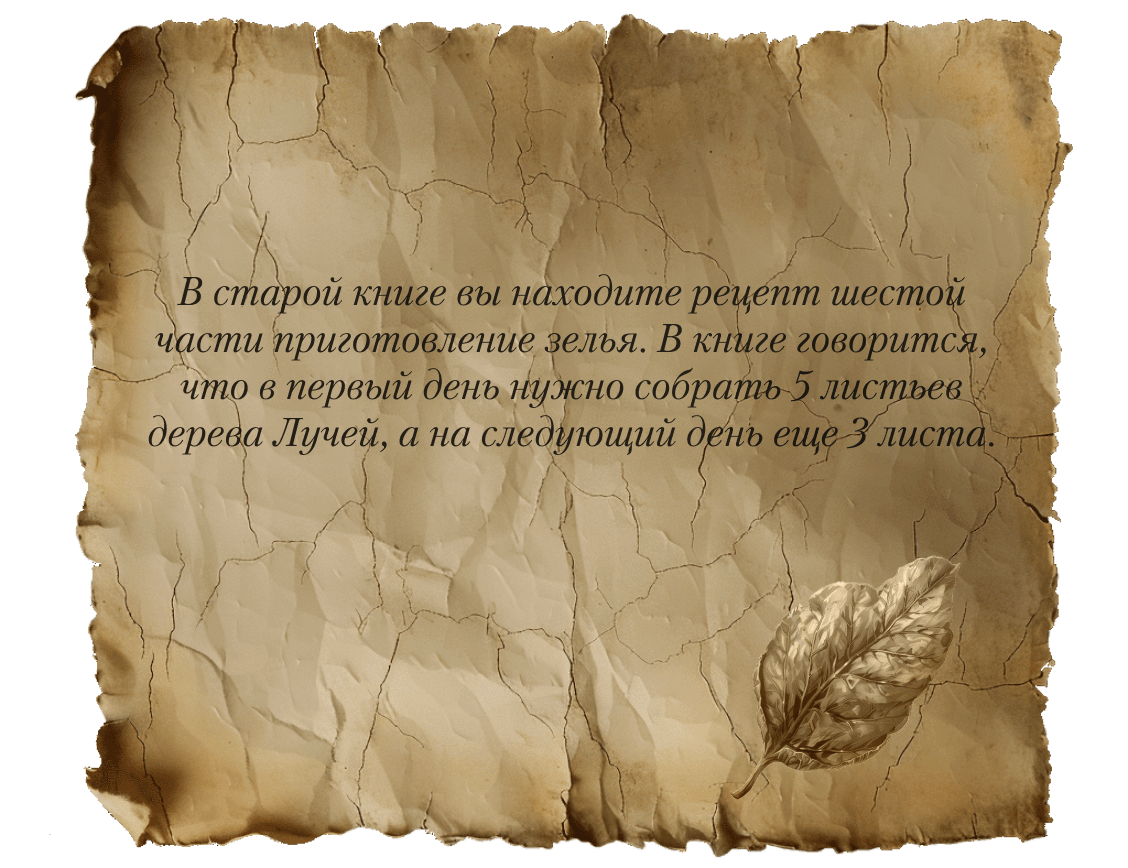 В старой книге вы находите рецепт шестой
части приготовление зелья. В книге говорится,
что в первый день нужно собрать 5 листьев
дерева Лучей, а на следующий день еще 3 листа.